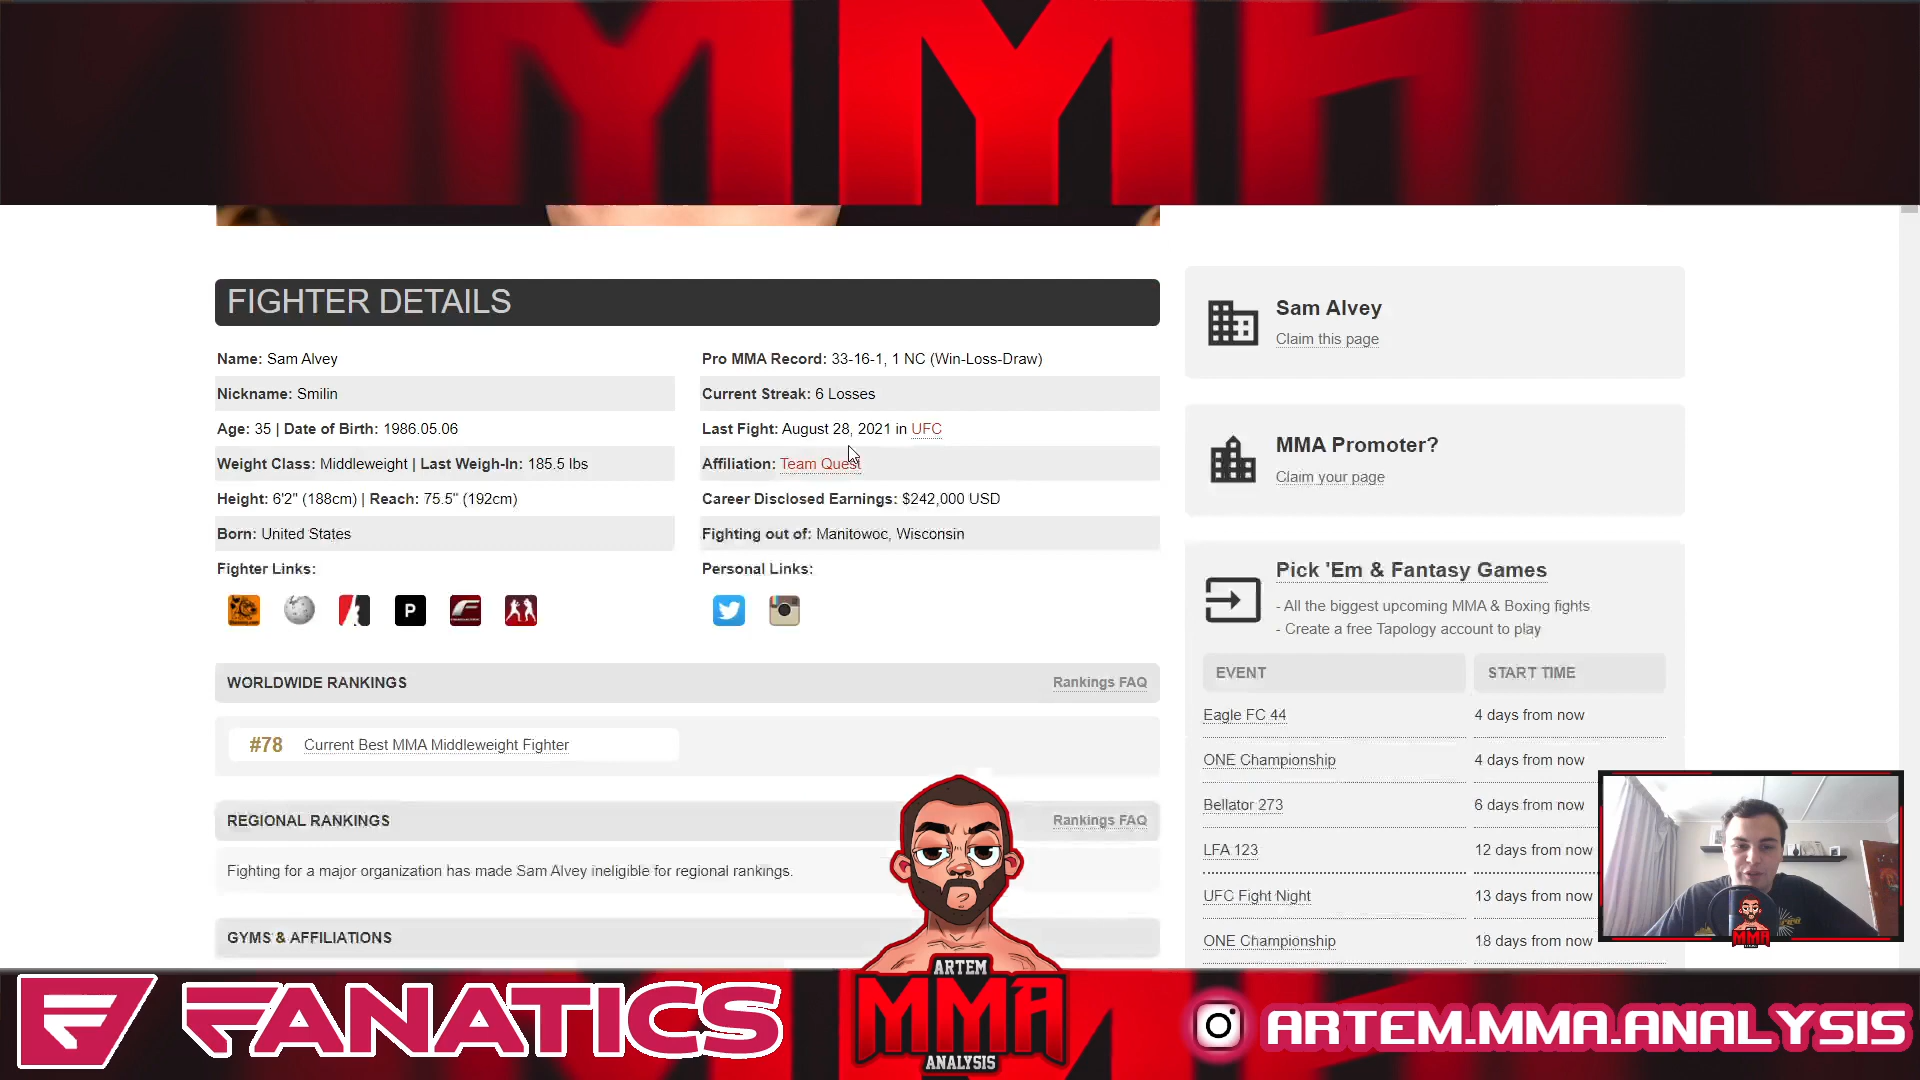 MMA
FIGHTER DETAILS
Name: Sam Alvey
Nickname: Smilin
Age: 35 | Date of Birth: 1986.05.06
Weight Class: Middleweight | Last Weigh-In: 185.5 lbs
Height: 6'2" (188cm) | Reach: 75.5" (192cm)
Born: United States
Fighter Links:
P
Pro MMA Record: 33-16-1, 1 NC (Win-Loss-Draw)
Current Streak: 6 Losses
Last Fight: August 28, 2021 in UFC
Affiliation: Team Quest
Career Disclosed Earnings: $242,000 USD
Fighting out of: Manitowoc, Wisconsin
Personal Links:
WORLDWIDE RANKINGS
Rankings FAQ
#78 Current Best MMA Middleweight Fighter
REGIONAL RANKINGS
Rankings FAQ
Fighting for a major organization has made Sam Alvey ineligible for regional rankings.
GYMS & AFFILIATIONS
Sam Alvey
Claim this page
MMA Promoter?
Claim your page
Pick 'Em & Fantasy Games
- All the biggest upcoming MMA & Boxing fights
- Create a free Tapology account to play
EVENT START TIME
Eagle FC 44 4 days from now
ONE Championship 4 days from now
Bellator 273 6 days from now
LFA 123 12 days from now
UFC Fight Night 13 days from now
ONE Championship 18 days from now
MMA
FANATICS
ARTEM
MMA
ANALYSIS
ARTEM.MMA.ANALYSIS